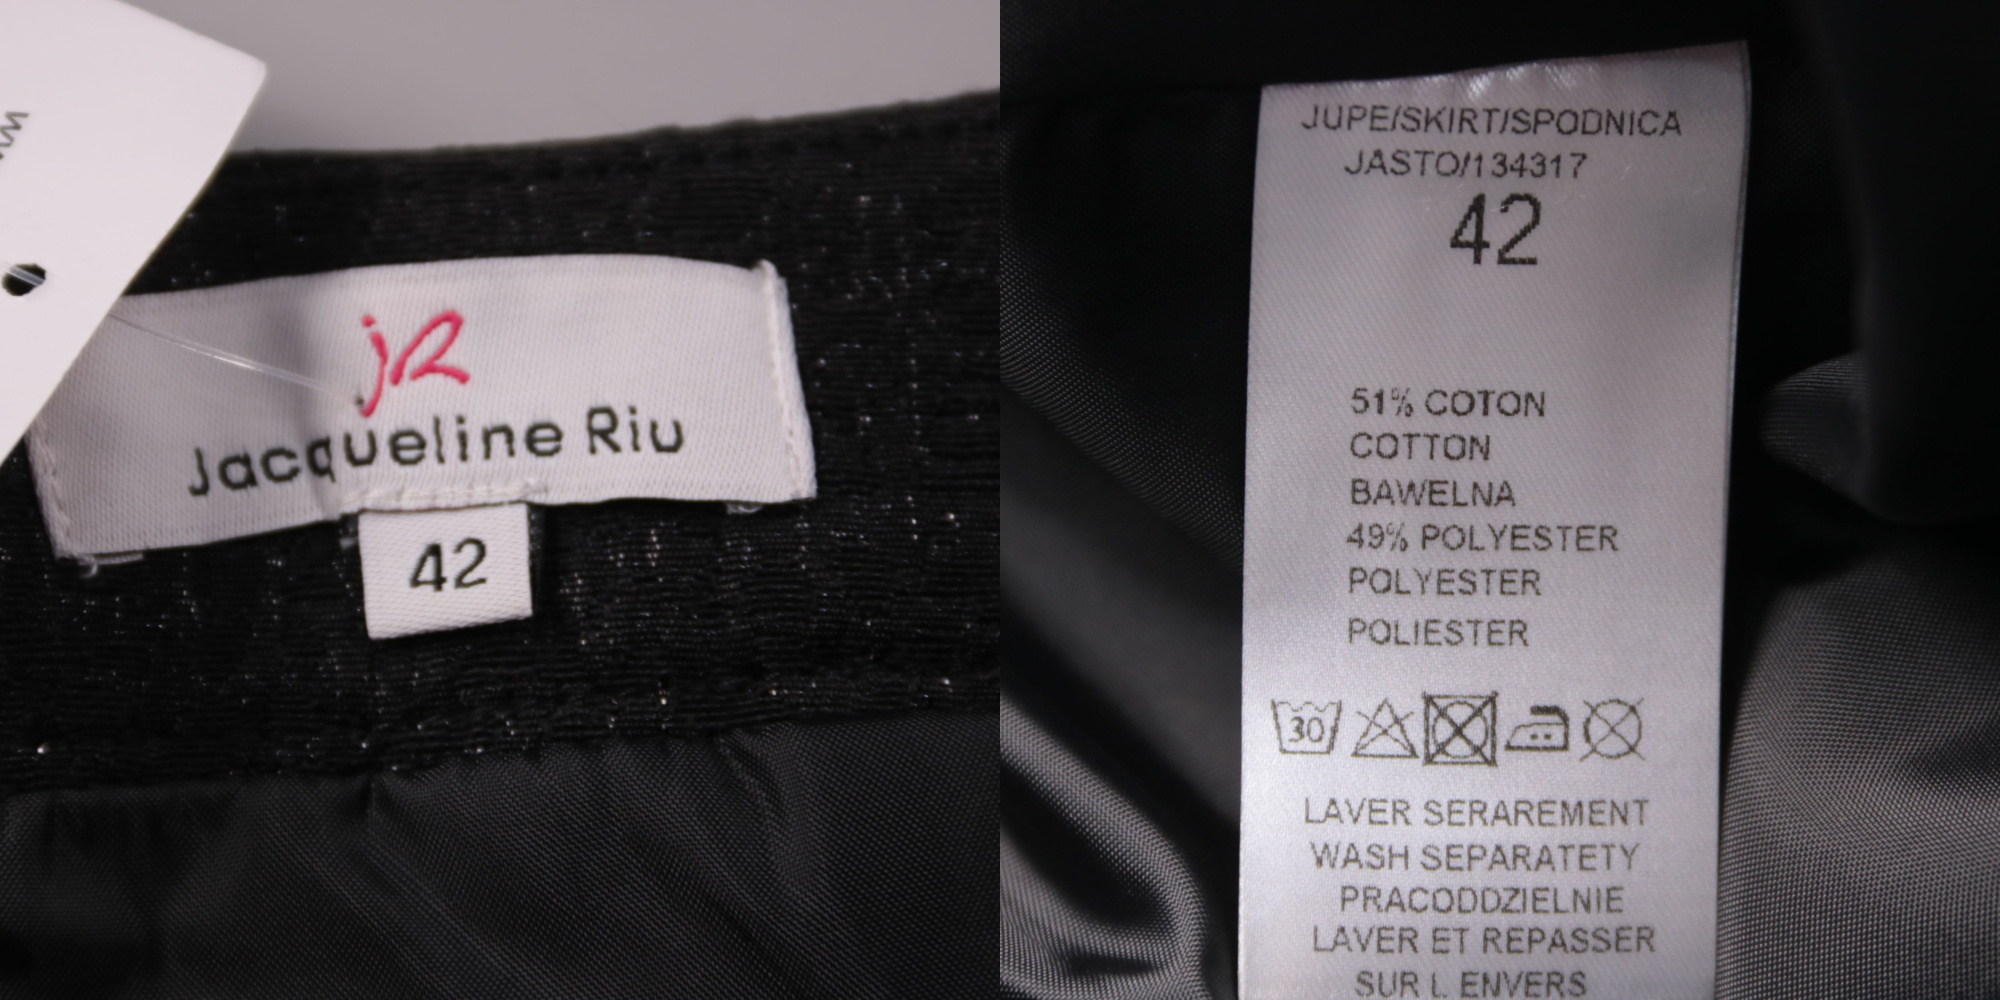 jR
Jacqueline Riu
42
JUPE/SKIRT/SPODNICA
JASTO/134317
42
51% COTON
COTTON
BAWELNA
49% POLYESTER
POLYESTER
POLIESTER
30
LAVER SERAREMENT
WASH SEPARATETY
PRACODDZIELNIE
LAVER ET REPASSER
SUR L ENVERS